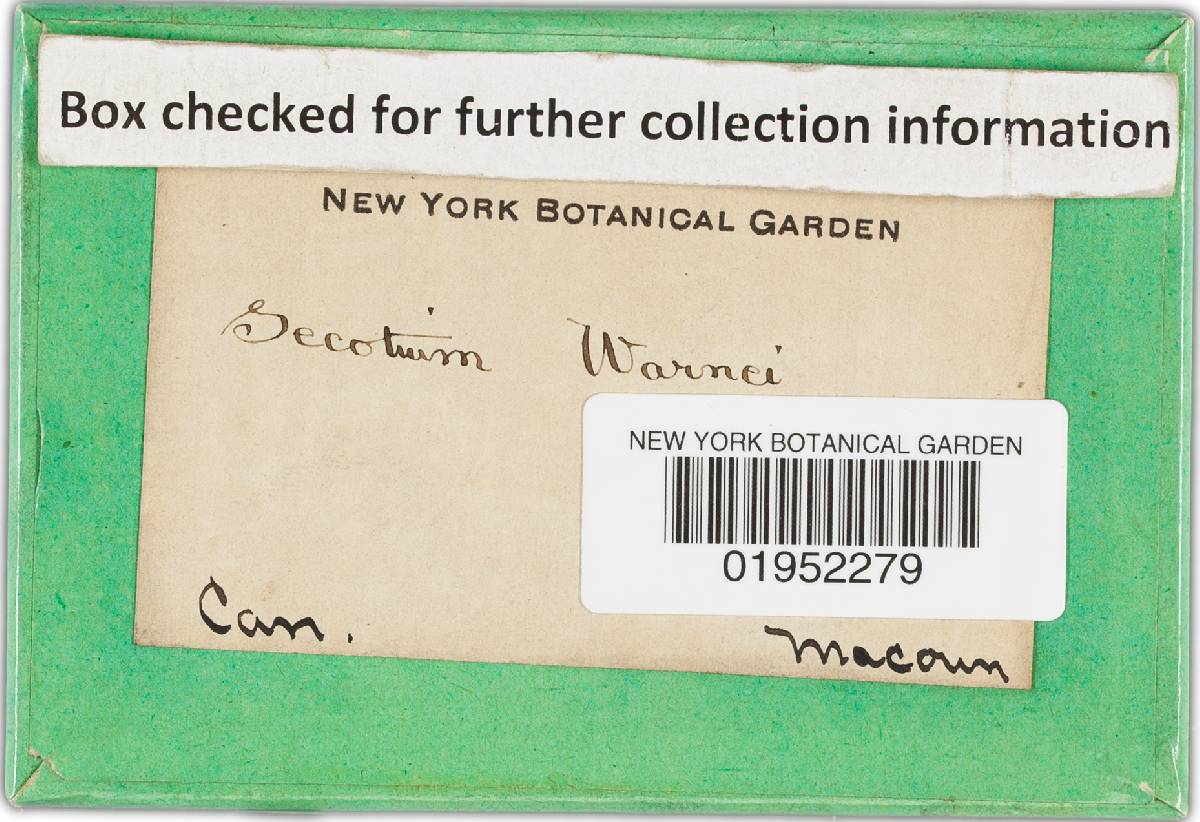 Box checked for further collection information
NEW YORK BOTANICAL GARDEN
Secotium Warnei
NEW YORK BOTANICAL GARDEN
01952279
Can.
Macoun